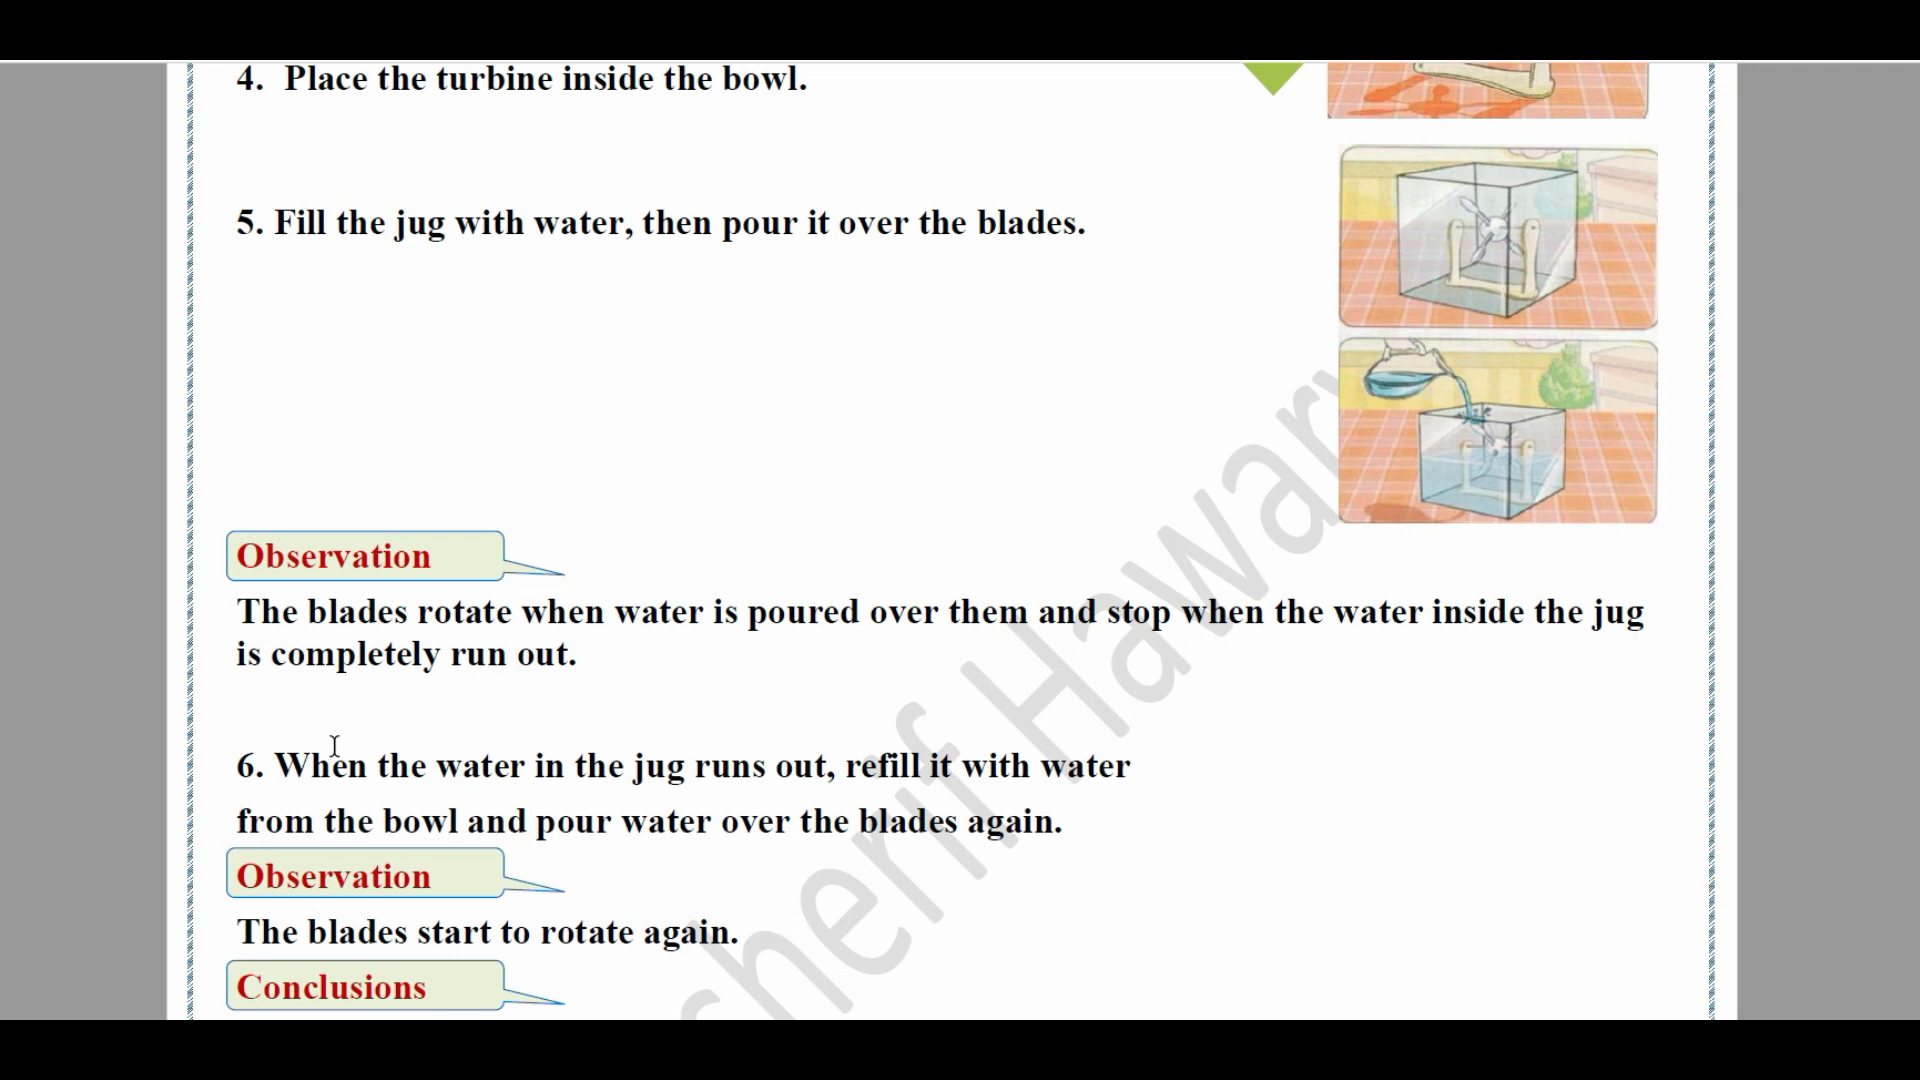 4. Place the turbine inside the bowl.
5. Fill the jug with water, then pour it over the blades.
Observation
The blades rotate when water is poured over them and stop when the water inside the jug
is completely run out.
6. When the water in the jug runs out, refill it with water
from the bowl and pour water over the blades again.
Observation
The blades start to rotate again.
Conclusions
sherif Hawary